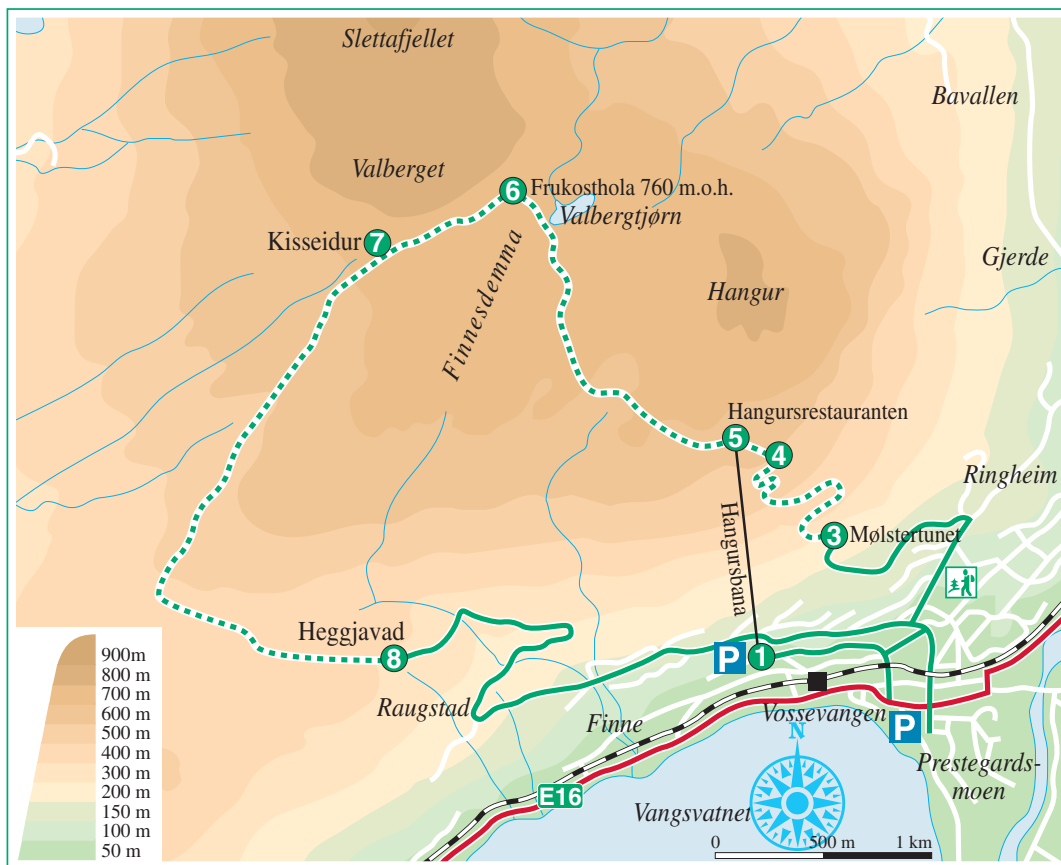 Slettafjellet
Bavallen
Valberget
6
Frukosthola 760 m.o.h.
Valbergtjørn
Kisseidur
7
Gjerde
Finnesdemma
Hangur
Hangursrestauranten
5
4
Ringheim
Hangursbana
3
Mølstertunet
Heggjavad
8
P
1
900m
800 m
700 m
600 m
500 m
400 m
300 m
200 m
150 m
100 m
50 m
Raugstad
Finne
Vossevangen
P
N
Prestegards-
moen
E16
Vangsvatnet
0
500 m
1 km